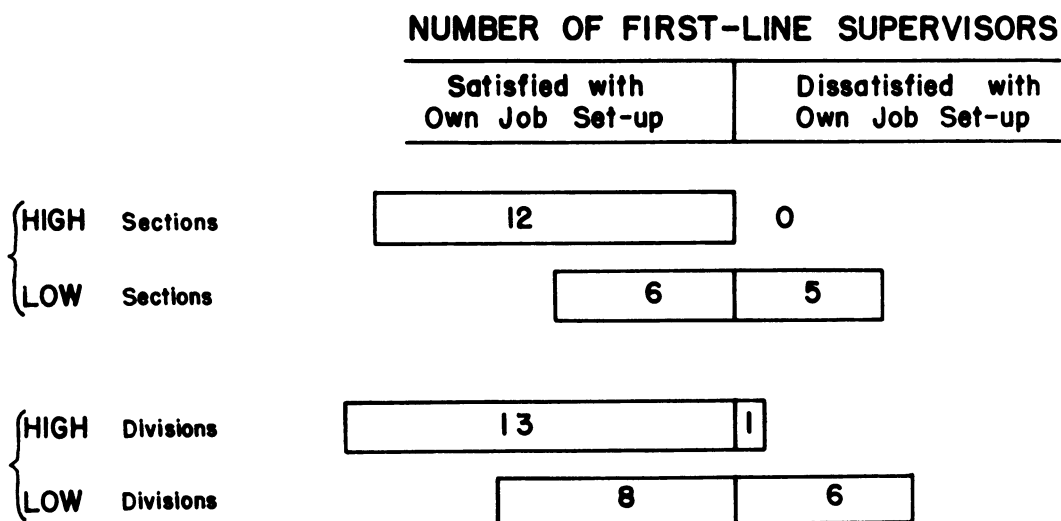 NUMBER OF FIRST-LINE SUPERVISORS
Satisfied with Own Job Set-up
Dissatisfied with Own Job Set-up
HIGH Sections 12 0
LOW Sections 6 5
HIGH Divisions 13 1
LOW Divisions 8 6